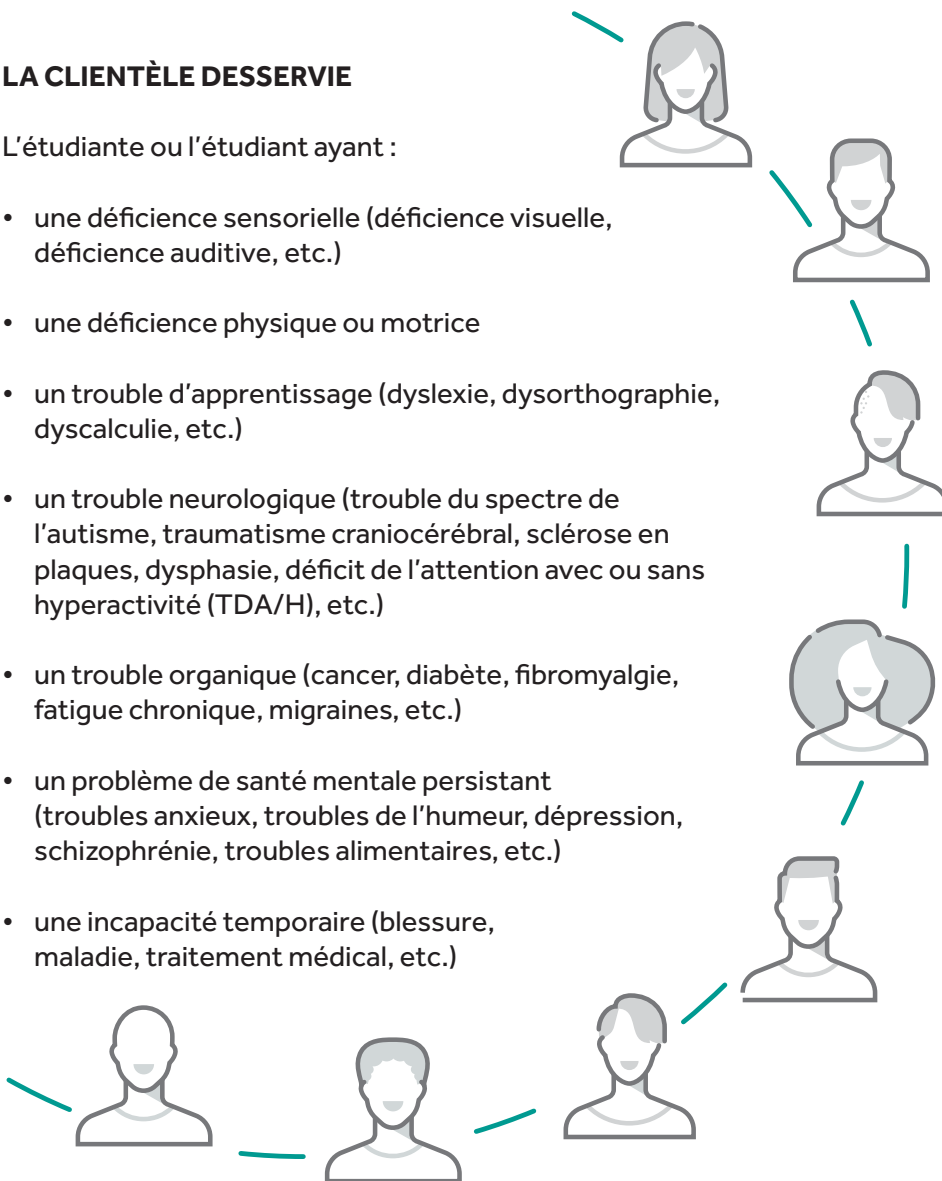 LA CLIENTÈLE DESSERVIE
L'étudiante ou l'étudiant ayant :
• une déficience sensorielle (déficience visuelle,
déficience auditive, etc.)
• une déficience physique ou motrice
• un trouble d'apprentissage (dyslexie, dysorthographie,
dyscalculie, etc.)
• un trouble neurologique (trouble du spectre de
l'autisme, traumatisme craniocérébral, sclérose en
plaques, dysphasie, déficit de l'attention avec ou sans
hyperactivité (TDA/H), etc.)
• un trouble organique (cancer, diabète, fibromyalgie,
fatigue chronique, migraines, etc.)
• un problème de santé mentale persistant
(troubles anxieux, troubles de l'humeur, dépression,
schizophrénie, troubles alimentaires, etc.)
• une incapacité temporaire (blessure,
maladie, traitement médical, etc.)